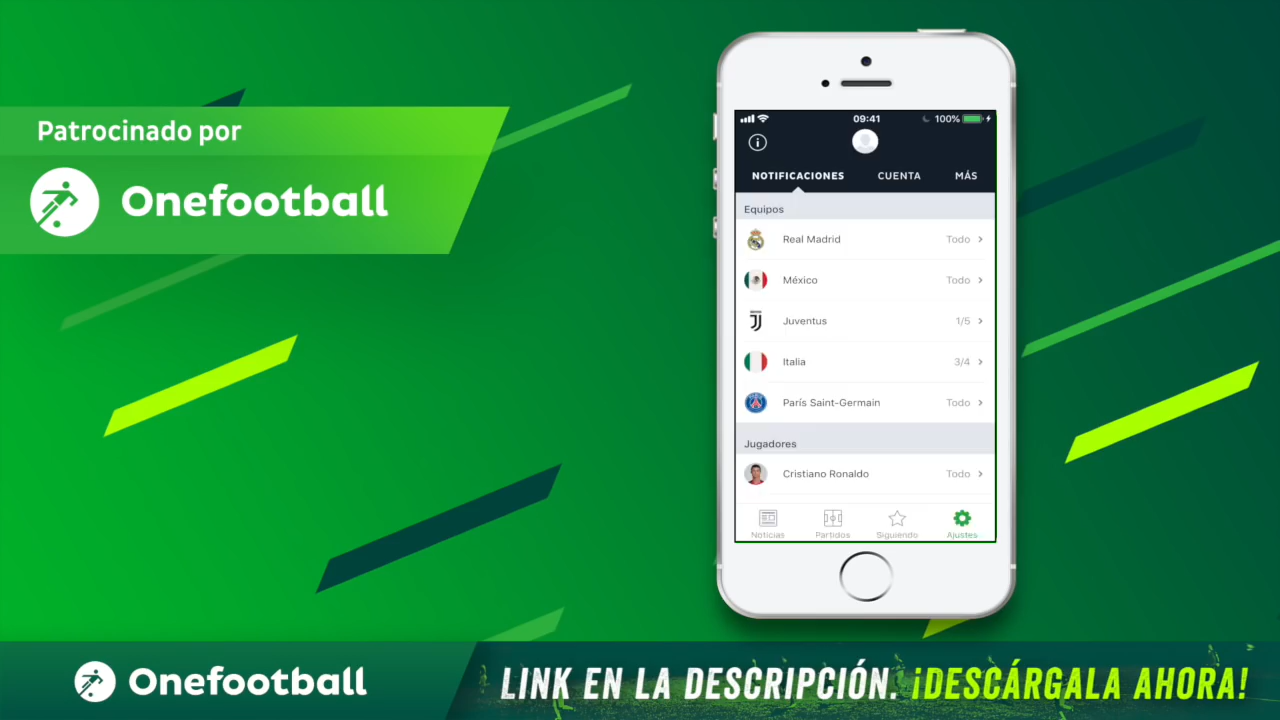 Patrocinado por
Onefootball
09:41
100%
NOTIFICACIONES CUENTA MÁS
Equipos
Real Madrid Todo
México Todo
Juventus 1/5
Italia 3/4
París Saint-Germain Todo
Jugadores
Cristiano Ronaldo Todo
Noticias Partidos Siguiendo Ajustes
Onefootball
LINK EN LA DESCRIPCIÓN. ¡DESCÁRGALA AHORA!